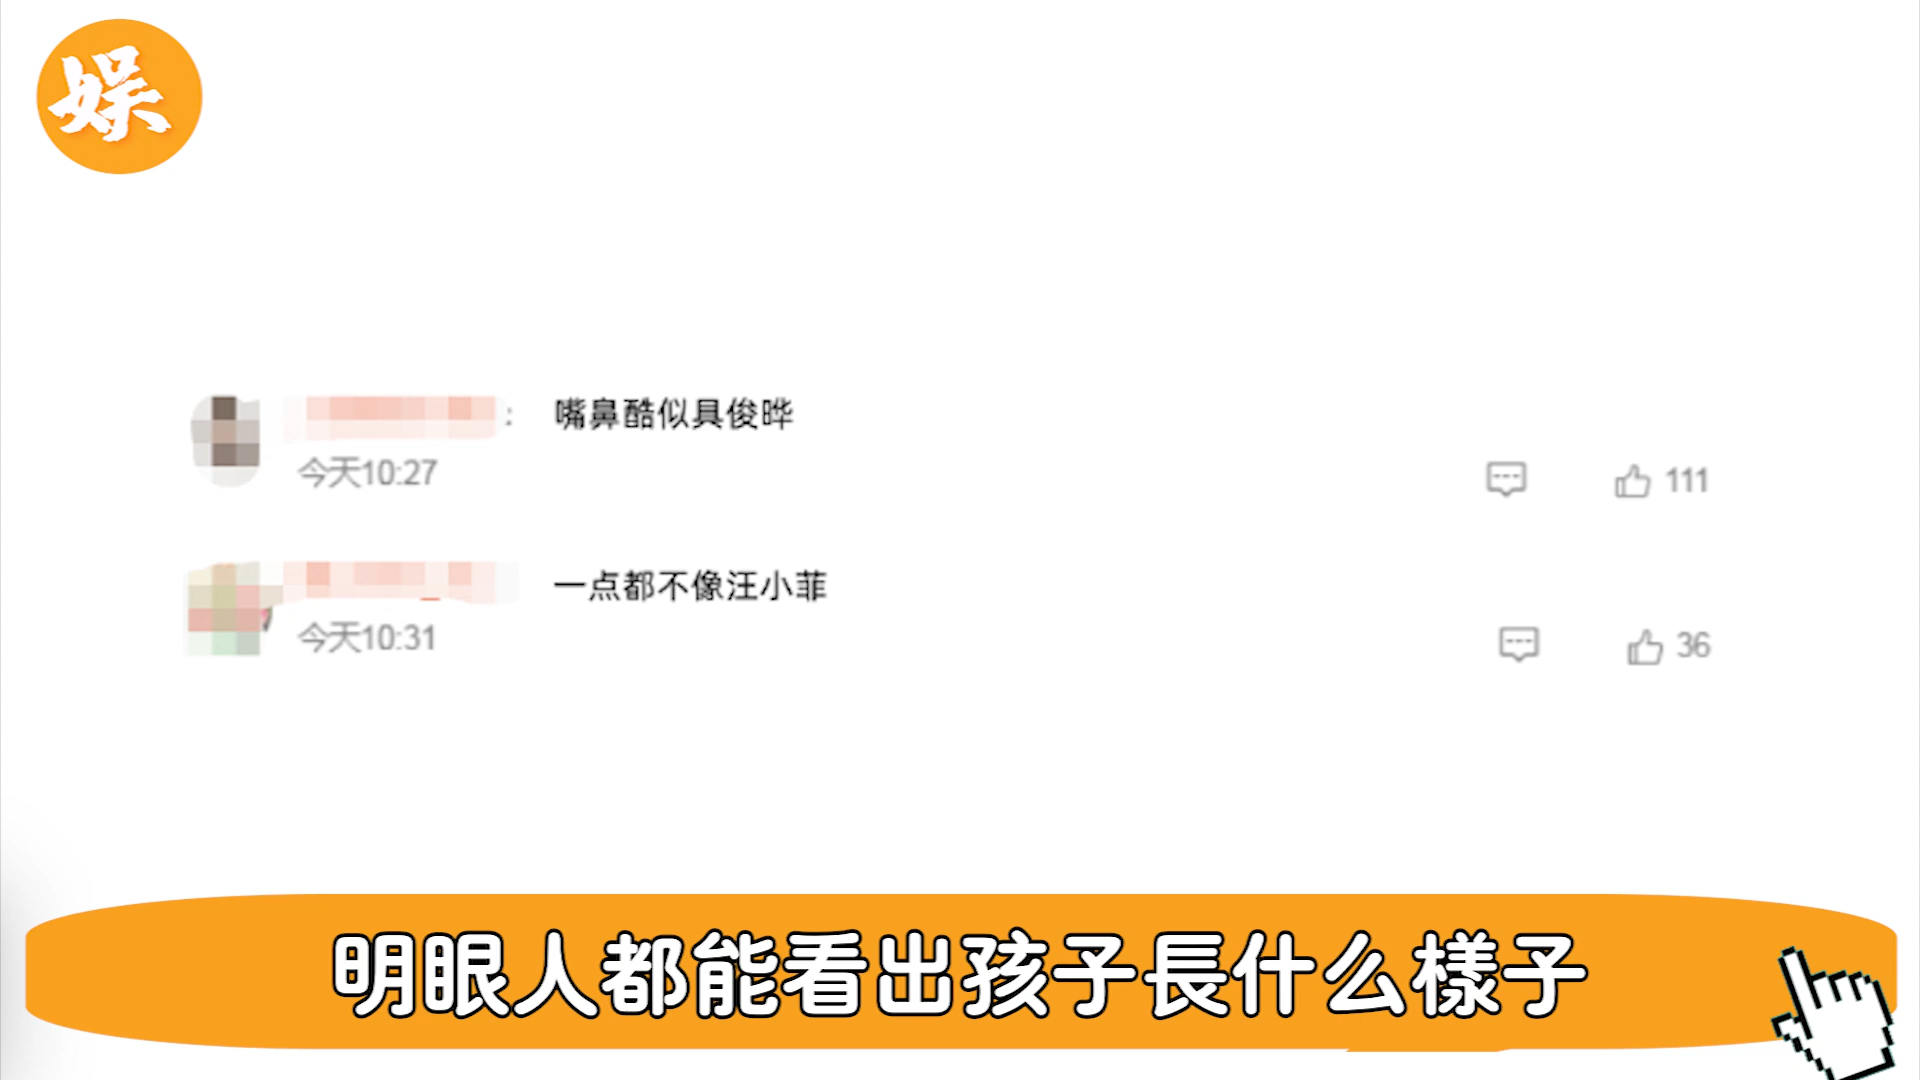 娱
: 嘴鼻酷似具俊晔
今天10:27
111
一点都不像汪小菲
今天10:31
36
明眼人都能看出孩子長什么樣子